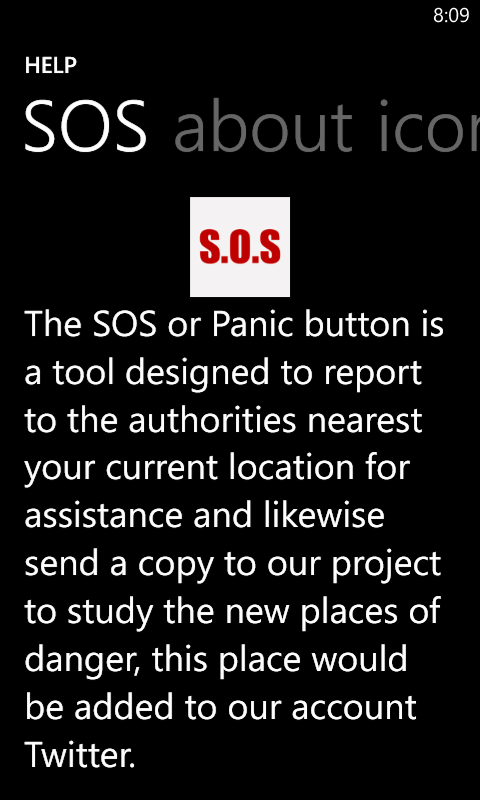 8:09
HELP
SOS about icon
S.O.S
The SOS or Panic button is
a tool designed to report
to the authorities nearest
your current location for
assistance and likewise
send a copy to our project
to study the new places of
danger, this place would
be added to our account
Twitter.